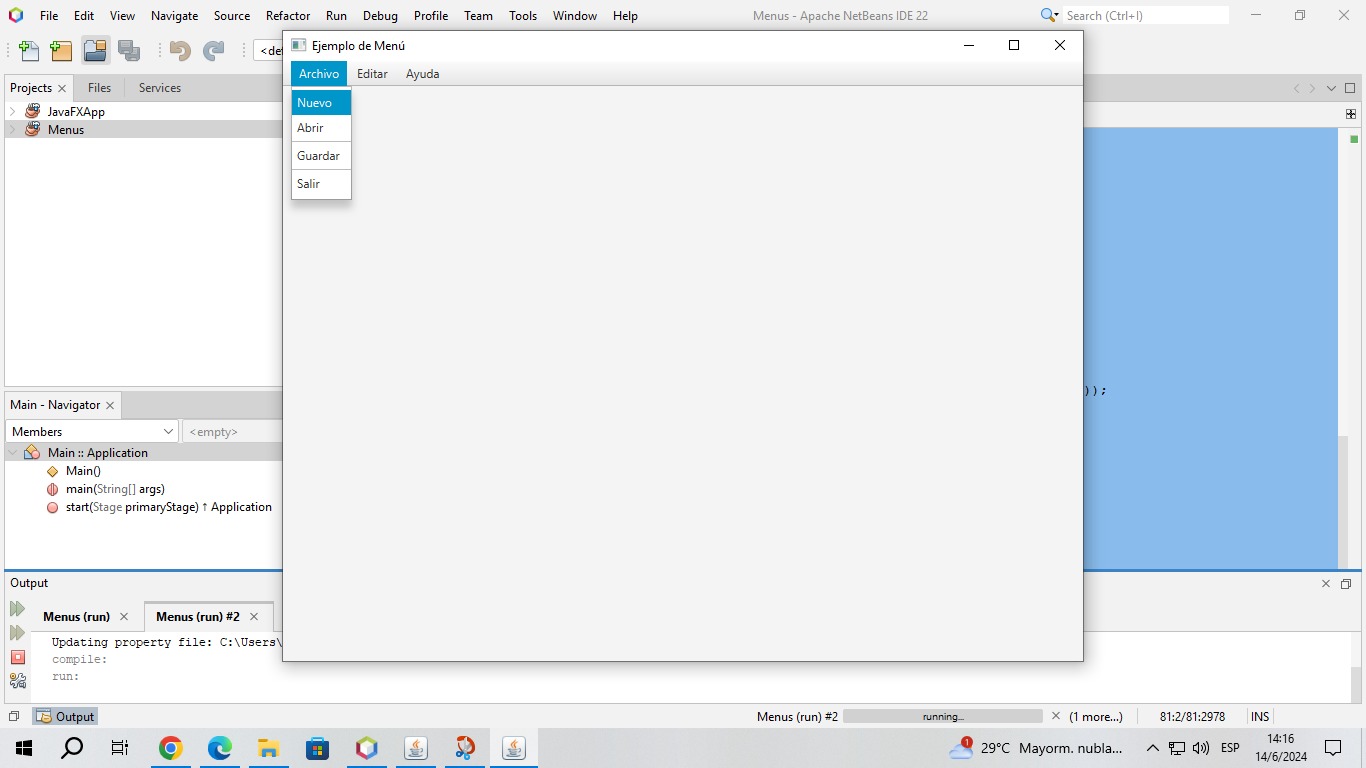 File Edit View Navigate Source Refactor Run Debug Profile Team Tools Window Help
Menus - Apache NetBeans IDE 22
Search (Ctrl+I)
Ejemplo de Menú
Archivo Editar Ayuda
Nuevo
Abrir
Guardar
Salir
Projects Files Services
JavaFXApp
Menus
));
Main - Navigator
Members <empty>
Main :: Application
Main()
main(String[] args)
start(Stage primaryStage) ↑ Application
Output
Menus (run) Menus (run) #2
Updating property file: C:\Users\
compile:
run:
Output
Menus (run) #2 running... (1 more...) 81:2/81:2978 INS
1 29°C Mayorm. nubla... ESP
14:16
14/6/2024